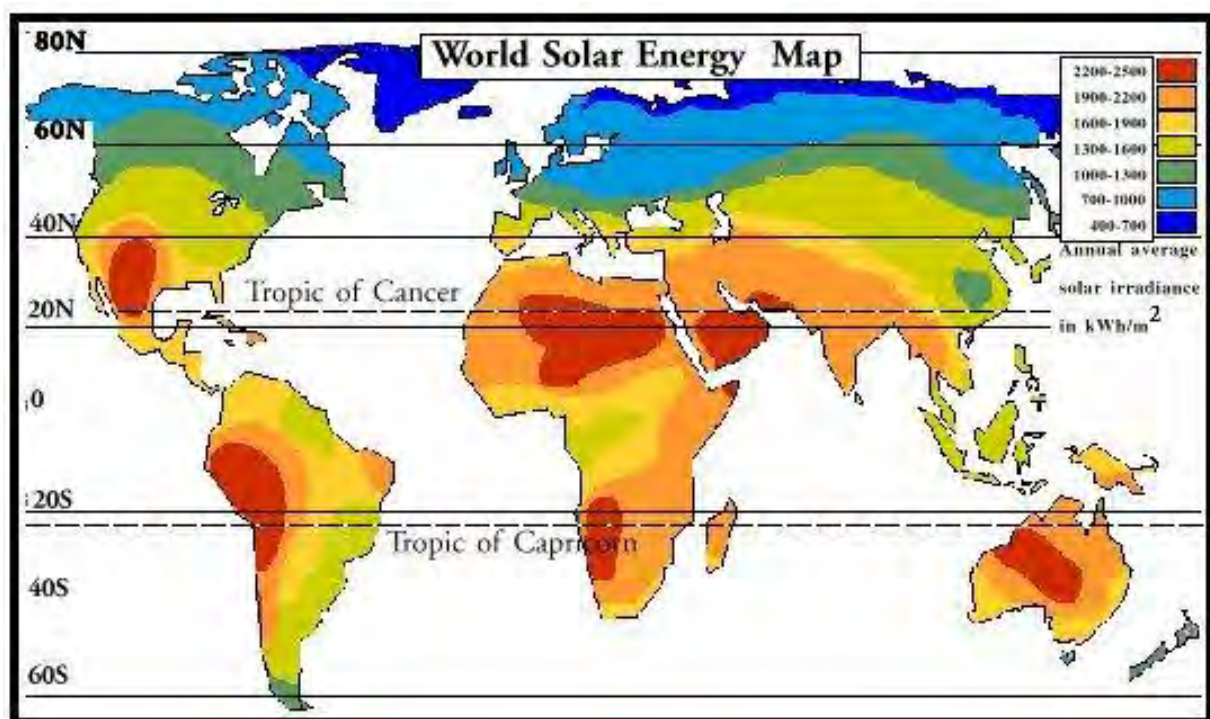 80N
World Solar Energy Map
2200-2500
1900-2200
60N
1600-1900
1300-1600
1000-1300
700-1000
40N
400-700
Annual average
Tropic of Cancer
solar irradiance
20N
in kWh/m2
0
20S
Tropic of Capricorn
40S
60S